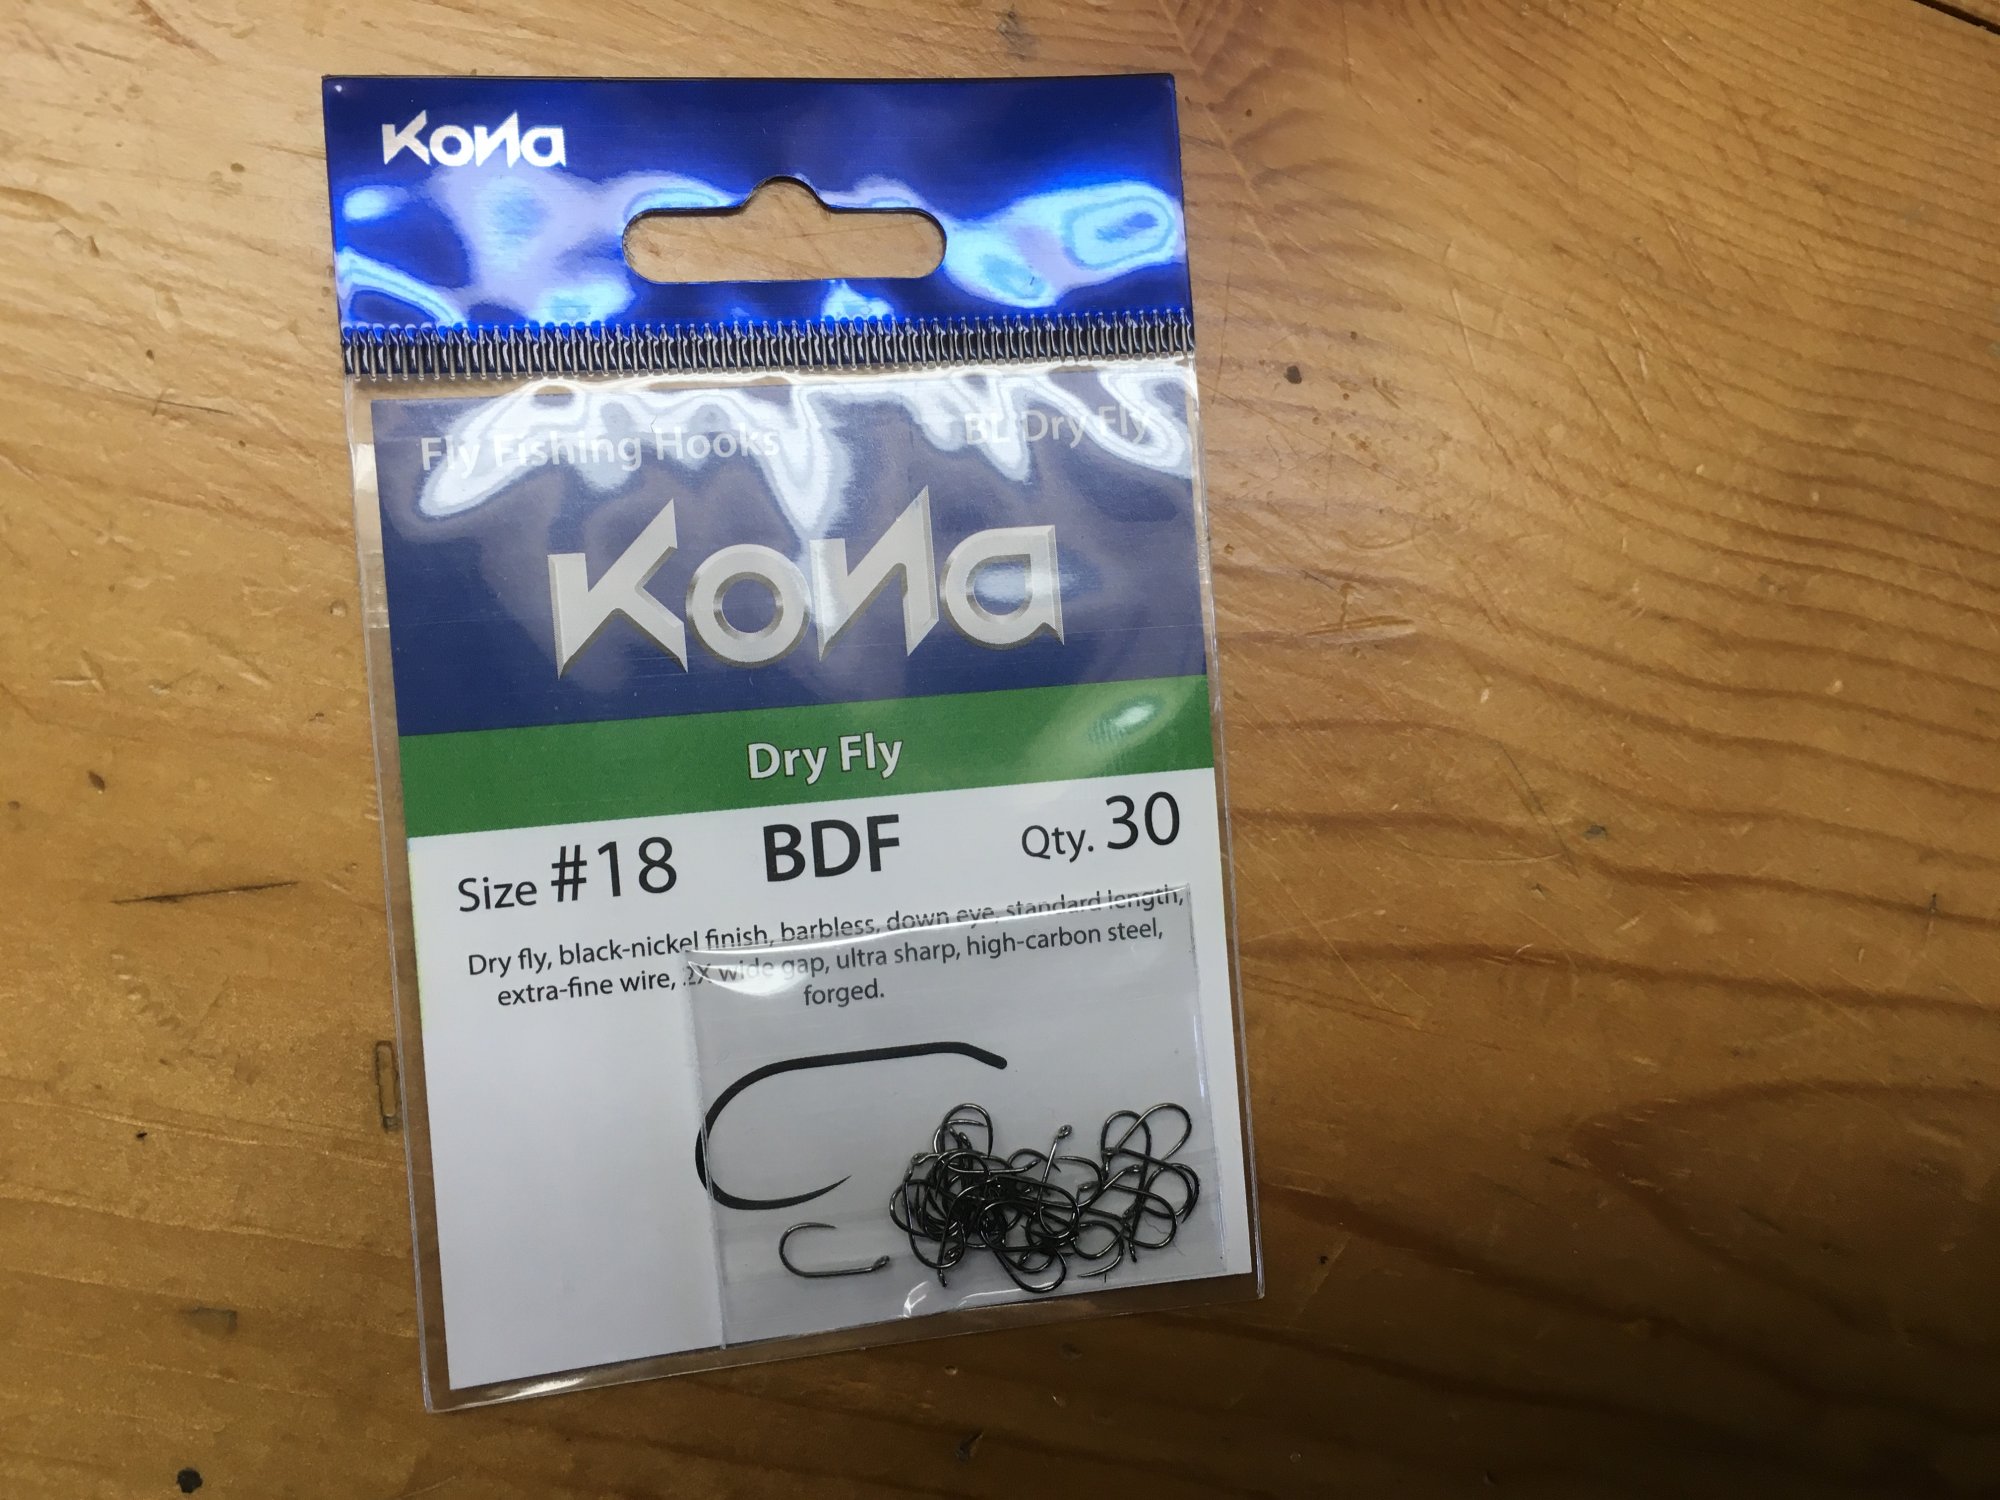 Kona
Fly Fishing Hooks
BL Dry Fly
Kona
Dry Fly
Size #18 BDF Qty. 30
Dry fly, black-nickel finish, barbless, down eye, standard length,
extra-fine wire, 2X wide gap, ultra sharp, high-carbon steel,
forged.